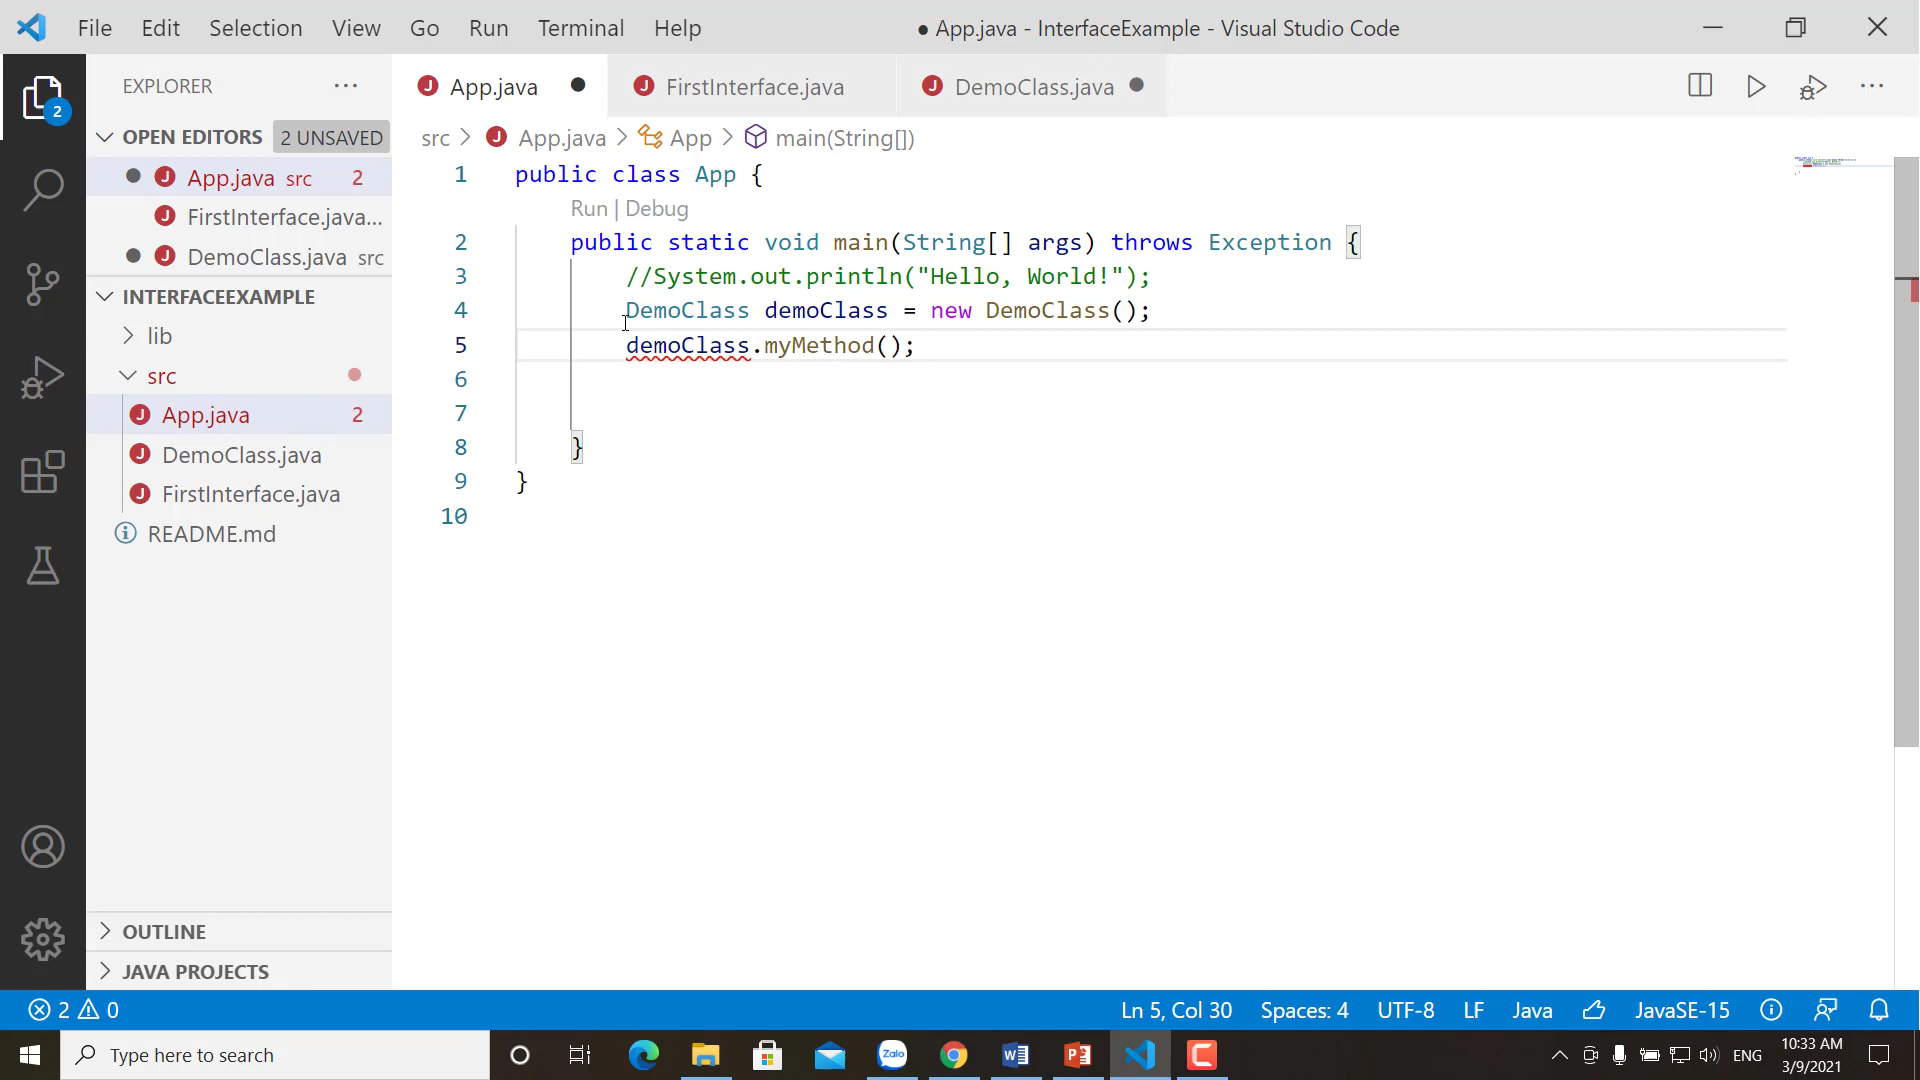 File Edit Selection View Go Run Terminal Help
● App.java - InterfaceExample - Visual Studio Code
EXPLORER
App.java
FirstInterface.java
DemoClass.java
OPEN EDITORS 2 UNSAVED
App.java src 2
FirstInterface.java...
DemoClass.java src
INTERFACEEXAMPLE
lib
src
App.java 2
DemoClass.java
FirstInterface.java
README.md
OUTLINE
JAVA PROJECTS
2
src > App.java > App > main(String[])
1 public class App {
Run | Debug
2 public static void main(String[] args) throws Exception {
3 //System.out.println("Hello, World!");
4 DemoClass demoClass = new DemoClass();
5 demoClass.myMethod();
6
7
8 }
9 }
10
2 0
Ln 5, Col 30 Spaces: 4 UTF-8 LF Java JavaSE-15
Type here to search
Zalo
ENG
10:33 AM
3/9/2021